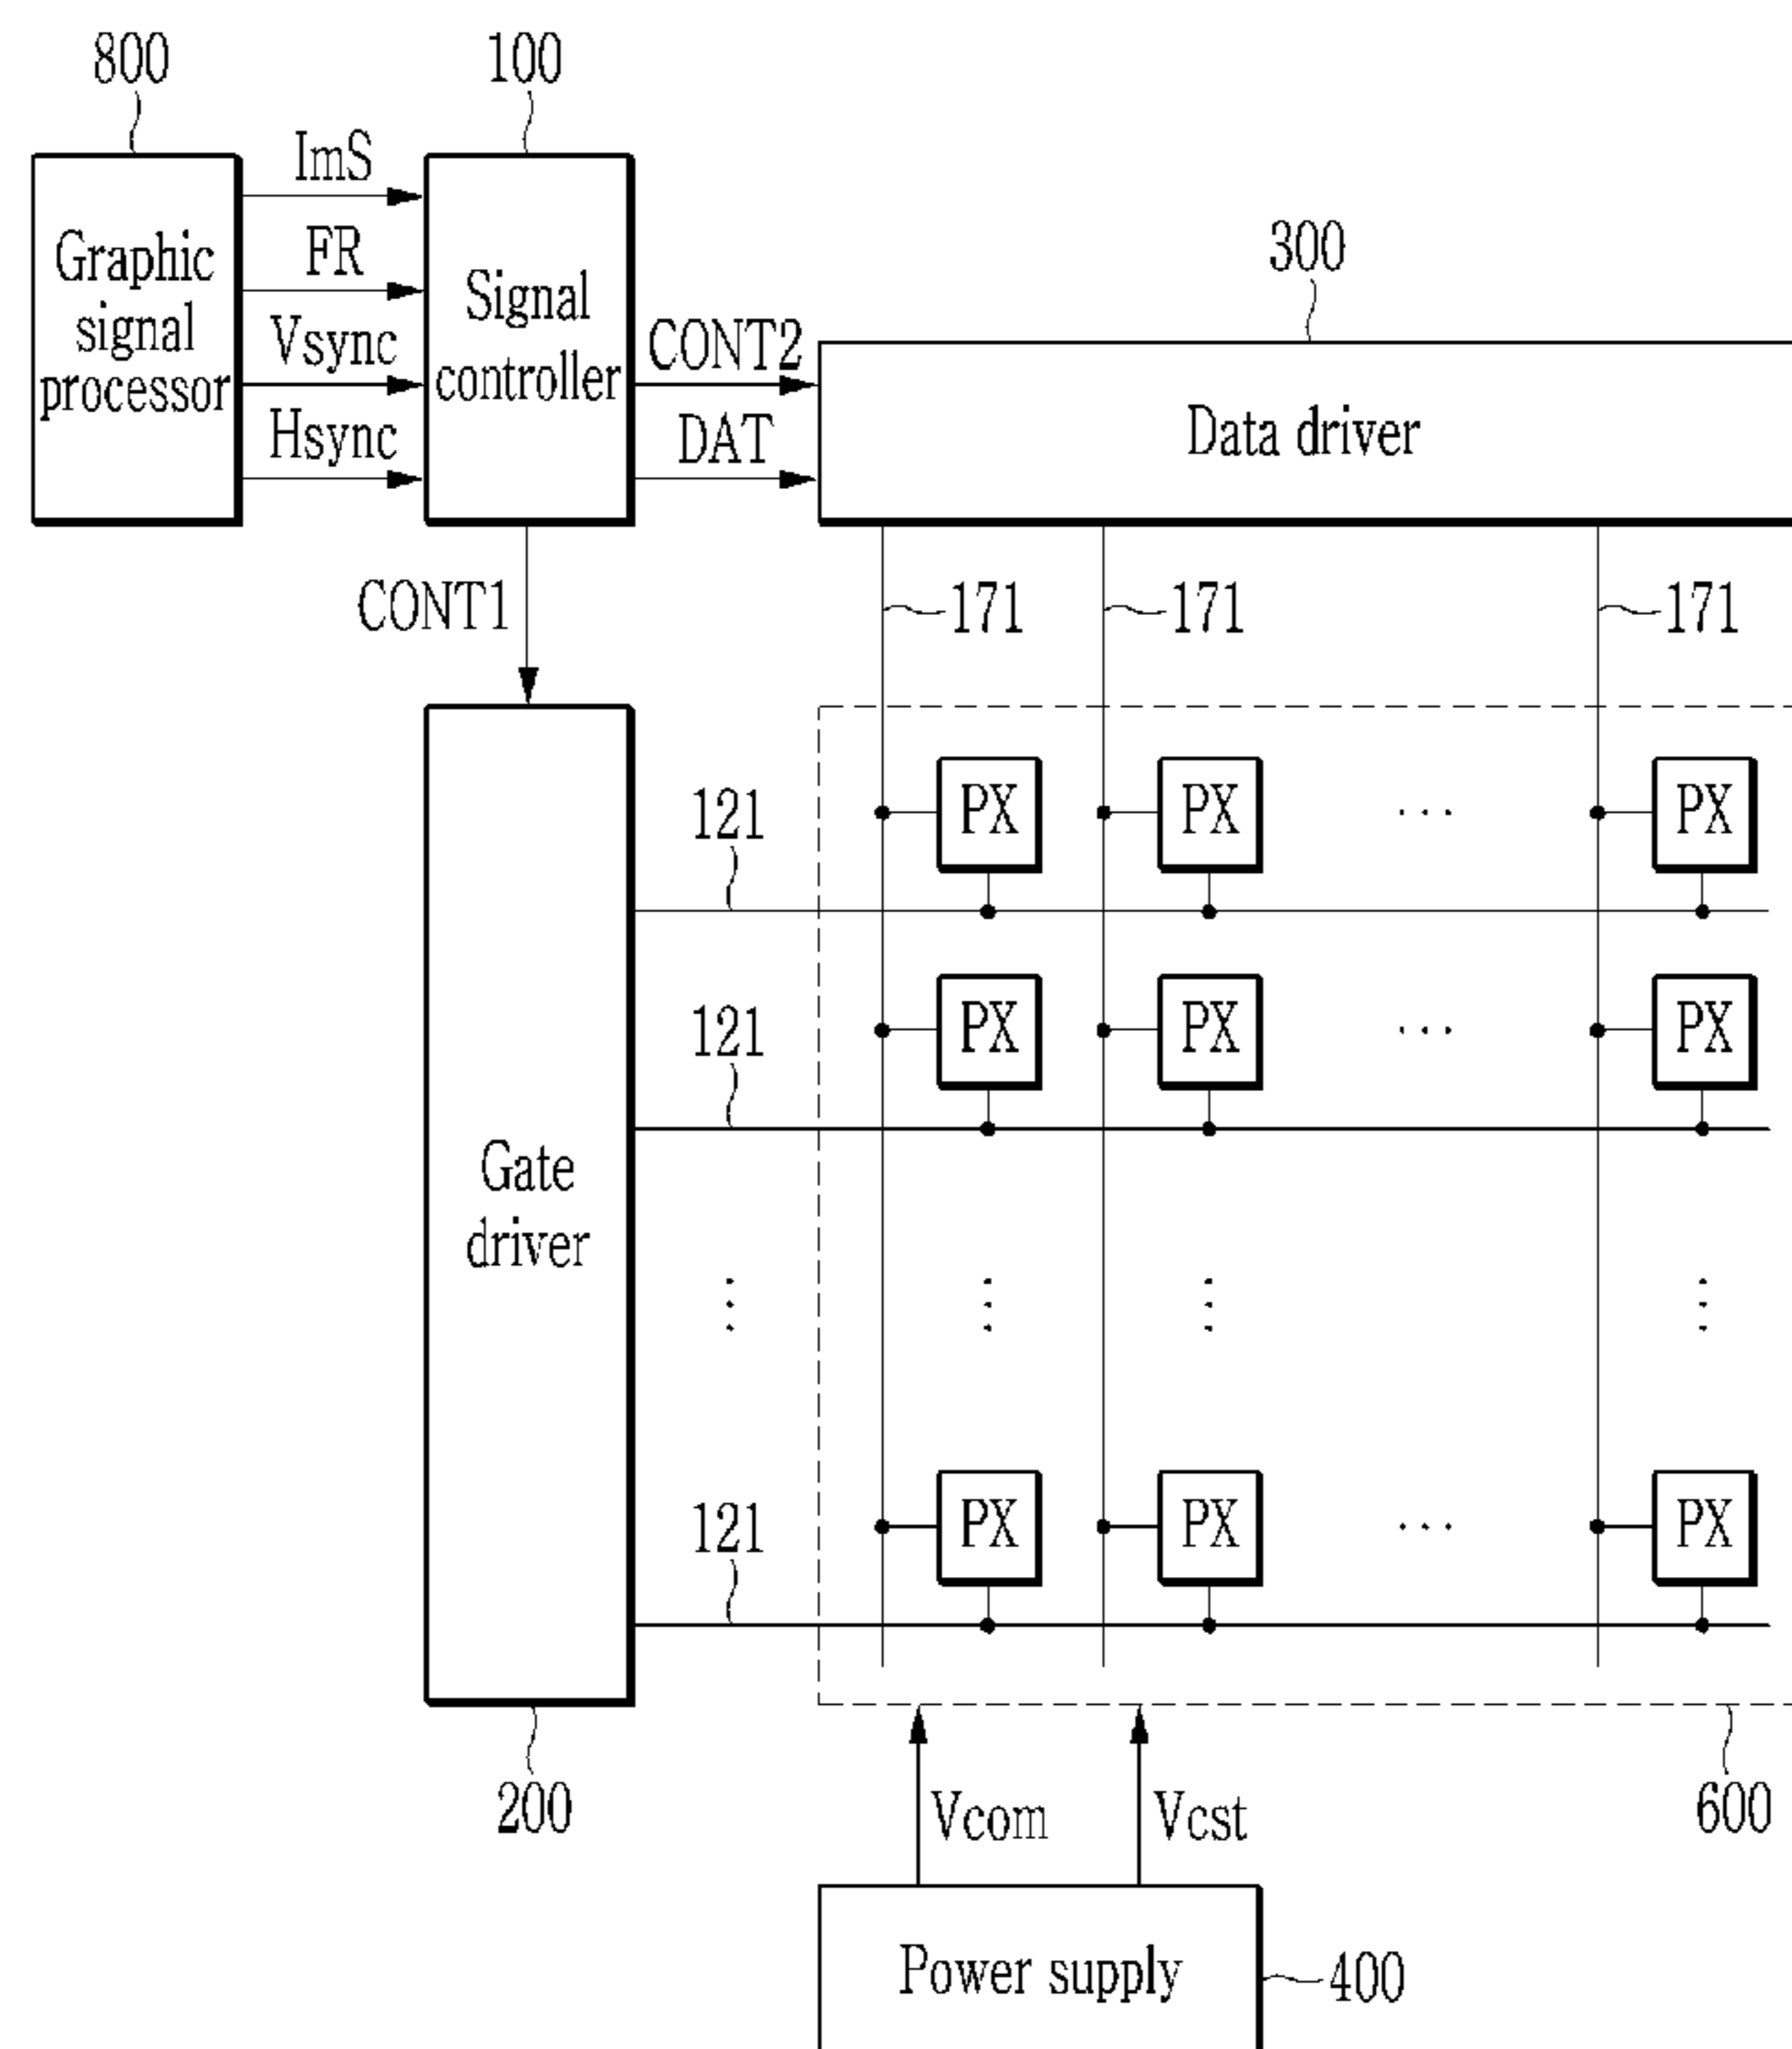 800
100
ImS
FR
Vsync
Hsync
Graphic
signal
processor
Signal
controller
CONT2
DAT
300
Data driver
CONT1
171
171
171
121
PX
PX
...
PX
121
PX
PX
...
PX
Gate
driver
121
PX
PX
...
PX
200
Vcom
Vcst
600
Power supply
400